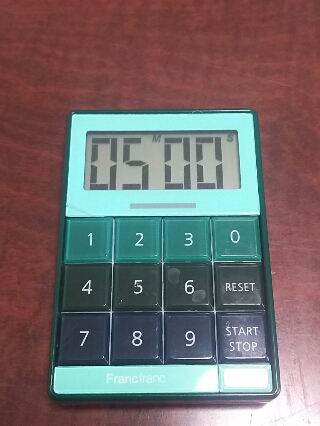 M S
05 00
1 2 3 0
4 5 6 RESET
7 8 9 START STOP
Francfranc